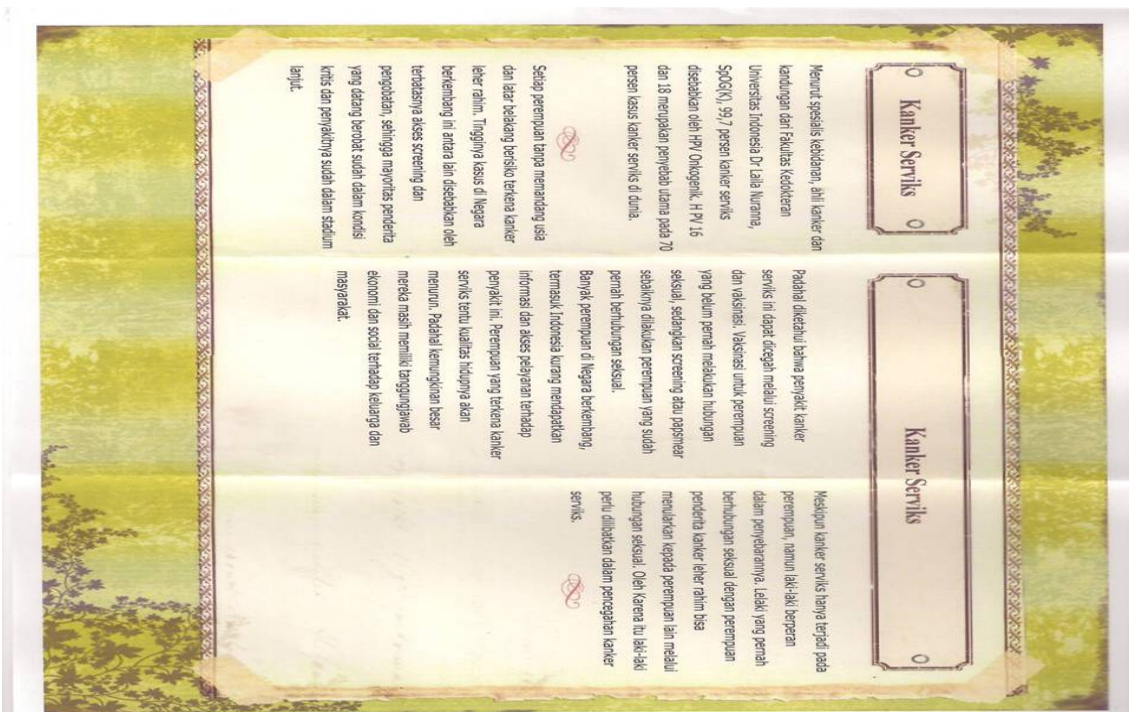 Kanker Serviks
Menurut spesialis kebidanan, ahli kanker dan
kandungan dari Fakultas Kedokteran
Universitas Indonesia Dr Laila Nuranna,
SpOG(K), 99,7 persen kanker serviks
disebabkan oleh HPV Onkogenik. H PV 16
dan 18 merupakan penyebab utama pada 70
persen kasus kanker serviks di dunia.
Setiap perempuan tanpa memandang usia
dan latar belakang berisiko terkena kanker
leher rahim. Tingginya kasus di Negara
berkembang ini antara lain disebabkan oleh
terbatasnya akses screening dan
pengobatan, sehingga mayoritas penderita
yang datang berobat sudah dalam kondisi
kritis dan penyakitnya sudah dalam stadium
lanjut.
Kanker Serviks
Padahal diketahui bahwa penyakit kanker
serviks ini dapat dicegah melalui screening
dan vaksinasi. Vaksinasi untuk perempuan
yang belum pernah melakukan hubungan
seksual, sedangkan screening atau papsmear
sebaiknya dilakukan perempuan yang sudah
pernah berhubungan seksual.
Banyak perempuan di Negara berkembang,
termasuk Indonesia kurang mendapatkan
informasi dan akses pelayanan terhadap
penyakit ini. Perempuan yang terkena kanker
serviks tentu kualitas hidupnya akan
menurun. Padahal kemungkinan besar
mereka masih memiliki tanggungjawab
ekonomi dan social terhadap keluarga dan
masyarakat.
Meskipun kanker serviks hanya terjadi pada
perempuan, namun laki-laki berperan
dalam penyebarannya. Lelaki yang pernah
berhubungan seksual dengan perempuan
penderita kanker leher rahim bisa
menularkan kepada perempuan lain melalui
hubungan seksual. Oleh Karena itu laki-laki
perlu dilibatkan dalam pencegahan kanker
serviks.